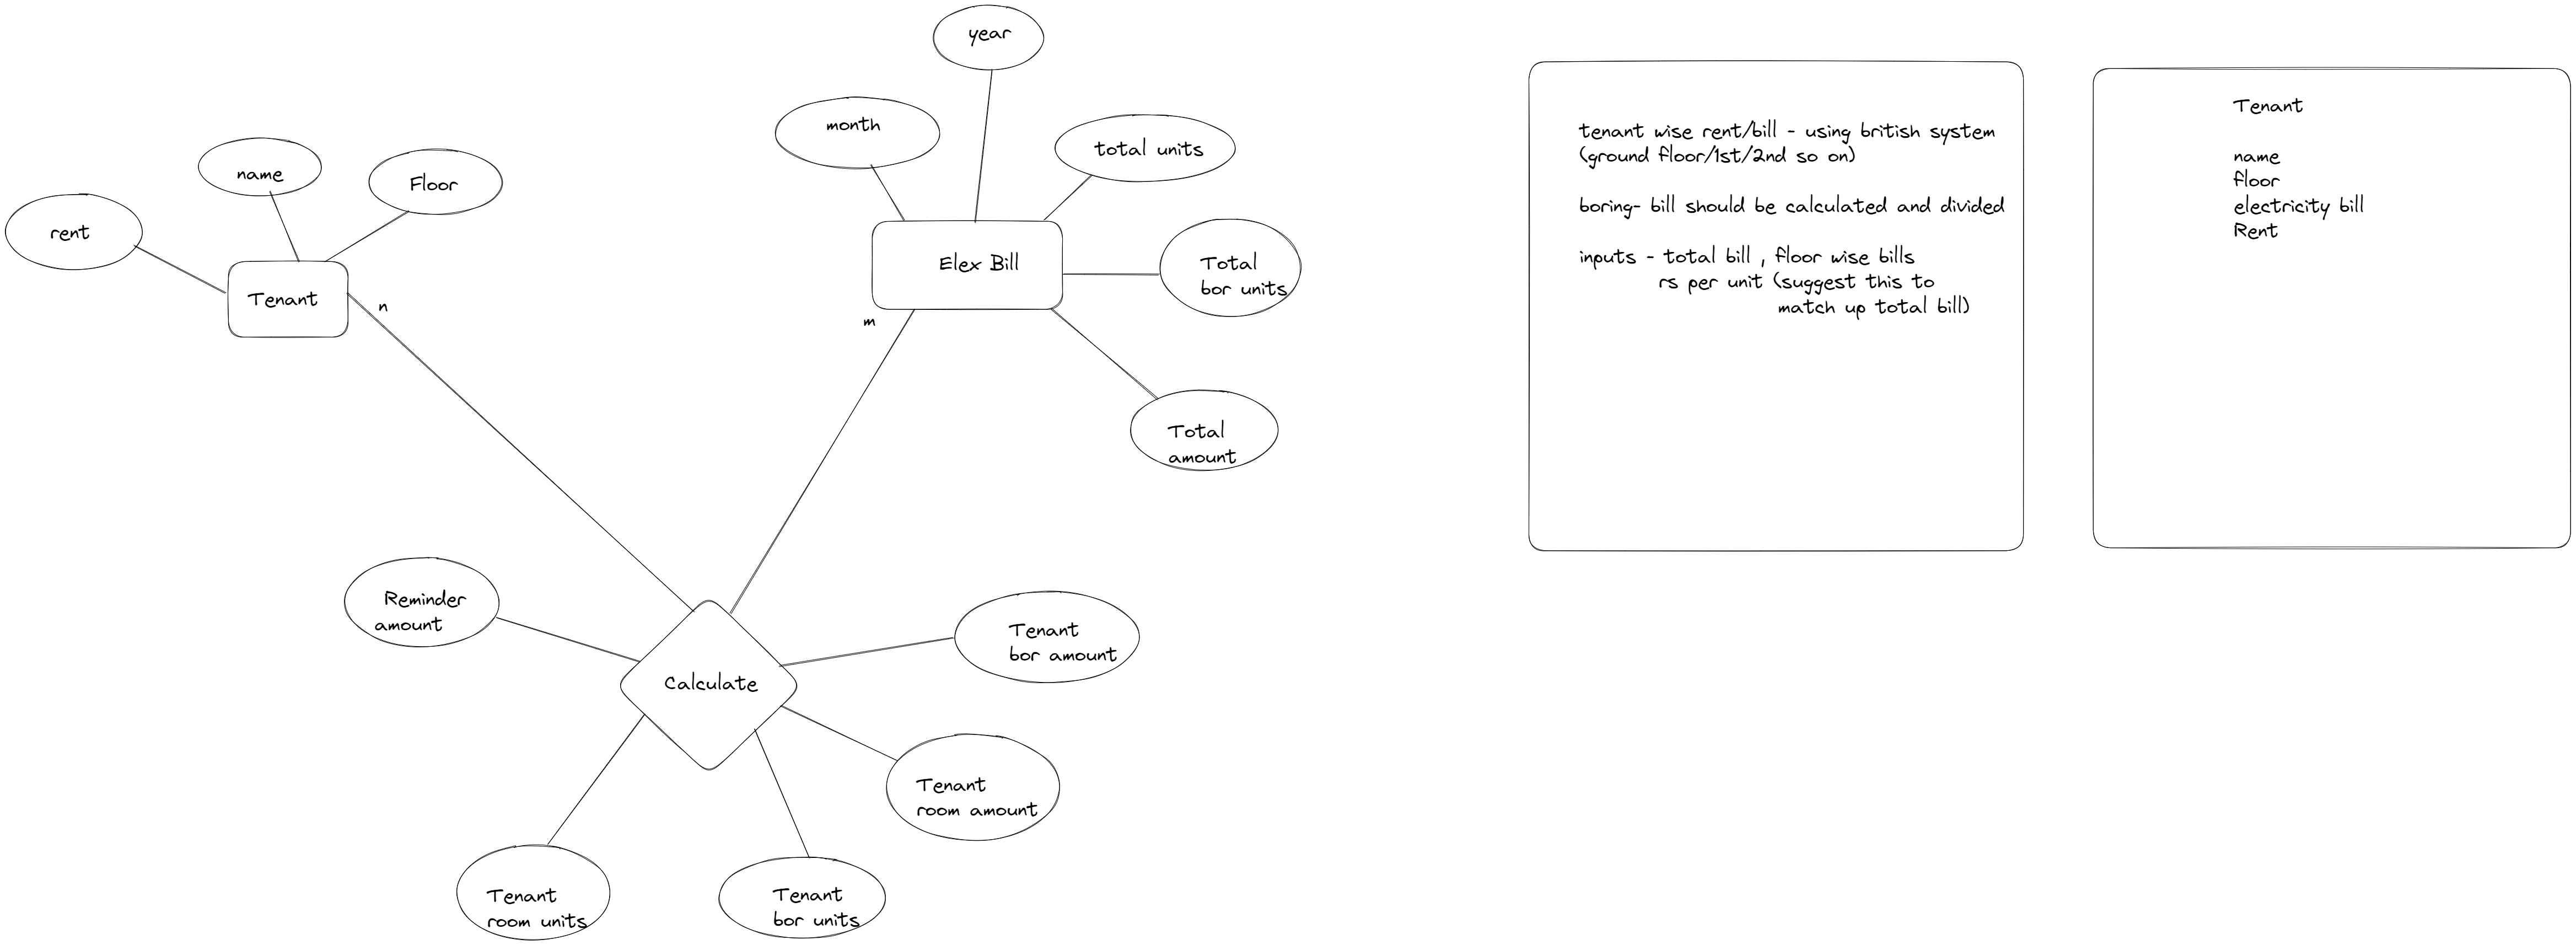 year
month
total units
name
Floor
rent
Elex Bill
Total
bor units
Tenant
n
m
Total
amount
Reminder
amount
Tenant
bor amount
Calculate
Tenant
room amount
Tenant
room units
Tenant
bor units
tenant wise rent/bill - using british system
(ground floor/1st/2nd so on)
boring- bill should be calculated and divided
inputs - total bill , floor wise bills
rs per unit (suggest this to
match up total bill)
Tenant
name
floor
electricity bill
Rent